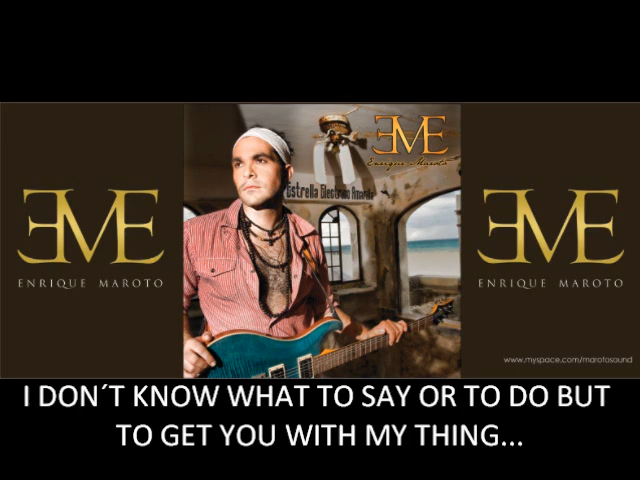 EME
Enrique Maroto
Estrella Electrica Amarela
EME
ENRIQUE MAROTO
EME
ENRIQUE MAROTO
www.myspace.com/marotosound
I DON´T KNOW WHAT TO SAY OR TO DO BUT
TO GET YOU WITH MY THING...